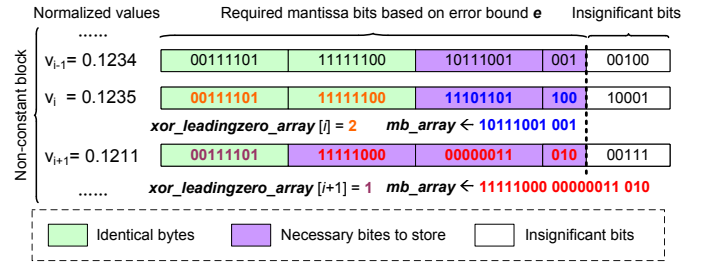 Normalized values Required mantissa bits based on error bound e Insignificant bits
Non-constant block
......
vi-1= 0.1234 00111101 11111100 10111001 001 00100
vi = 0.1235 00111101 11111100 11101101 100 10001
xor_leadingzero_array [i] = 2 mb_array ← 10111001 001
vi+1= 0.1211 00111101 11111000 00000011 010 00111
...... xor_leadingzero_array [i+1] = 1 mb_array ← 11111000 00000011 010
Identical bytes Necessary bites to store Insignificant bits